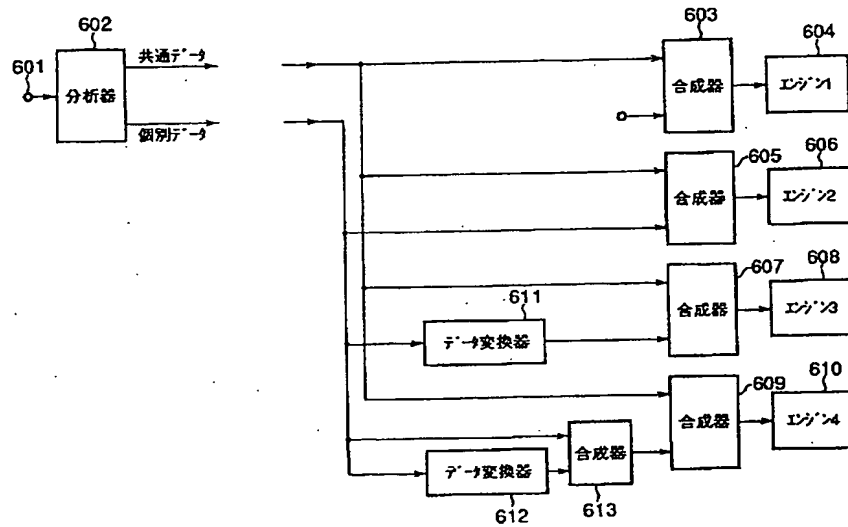 602
603
共通データ
604
601
分析器
合成器
エンジン1
個別データ
605
606
合成器
エンジン2
607
608
611
合成器
エンジン3
データ変換器
609
610
合成器
エンジン4
合成器
データ変換器
612
613